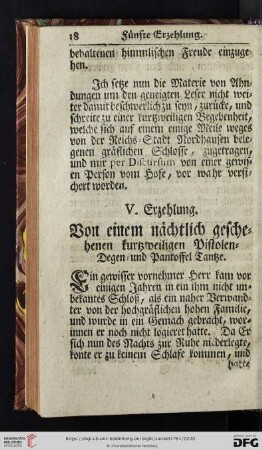 18 Fünfte Erzehlung.
behaltenen himmlischen Freude einzuge-
hen.
Ich setze nun die Materie von Ahn-
dungen um den geneigten Leser nicht wei-
ter damit beschwerlich zu seyn, zurücke, und
schreite zu einer kurtzweiligen Begebenheit,
welche sich auf einem einige Meile weges
von der Reichs-Stadt Nordhausen bele-
genen gräflichen Schlosse, zugetragen,
und mir per Discursum von einer gewis-
sen Person vom Hofe, vor wahr versi-
chert worden.
V. Erzehlung.
Von einem nächtlich gesche-
henen kurtzweiligen Pistolen-
Degen- und Pantoffel Tantze.
Ein gewisser vornehmer Herr kam vor
einigen Jahren in ein ihm nicht un-
bekantes Schloß, als ein naher Verwand-
ter von der hochgräflichen hohen Familie,
und wurde in ein Gemach gebracht, wor-
innen er noch nicht logieret hatte. Da Er
sich nun des Nachts zur Ruhe niederlegte,
konte er zu keinem Schlafe kommen, und
hatte
DFG